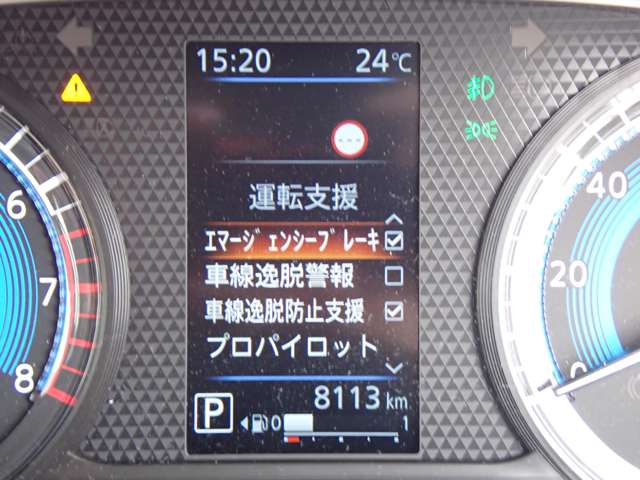 15:20 24℃
---
運転支援
エマージェンシーブレーキ
車線逸脱警報
車線逸脱防止支援
プロパイロット
8113 km
P
0 1
6
7
8
40
20
0